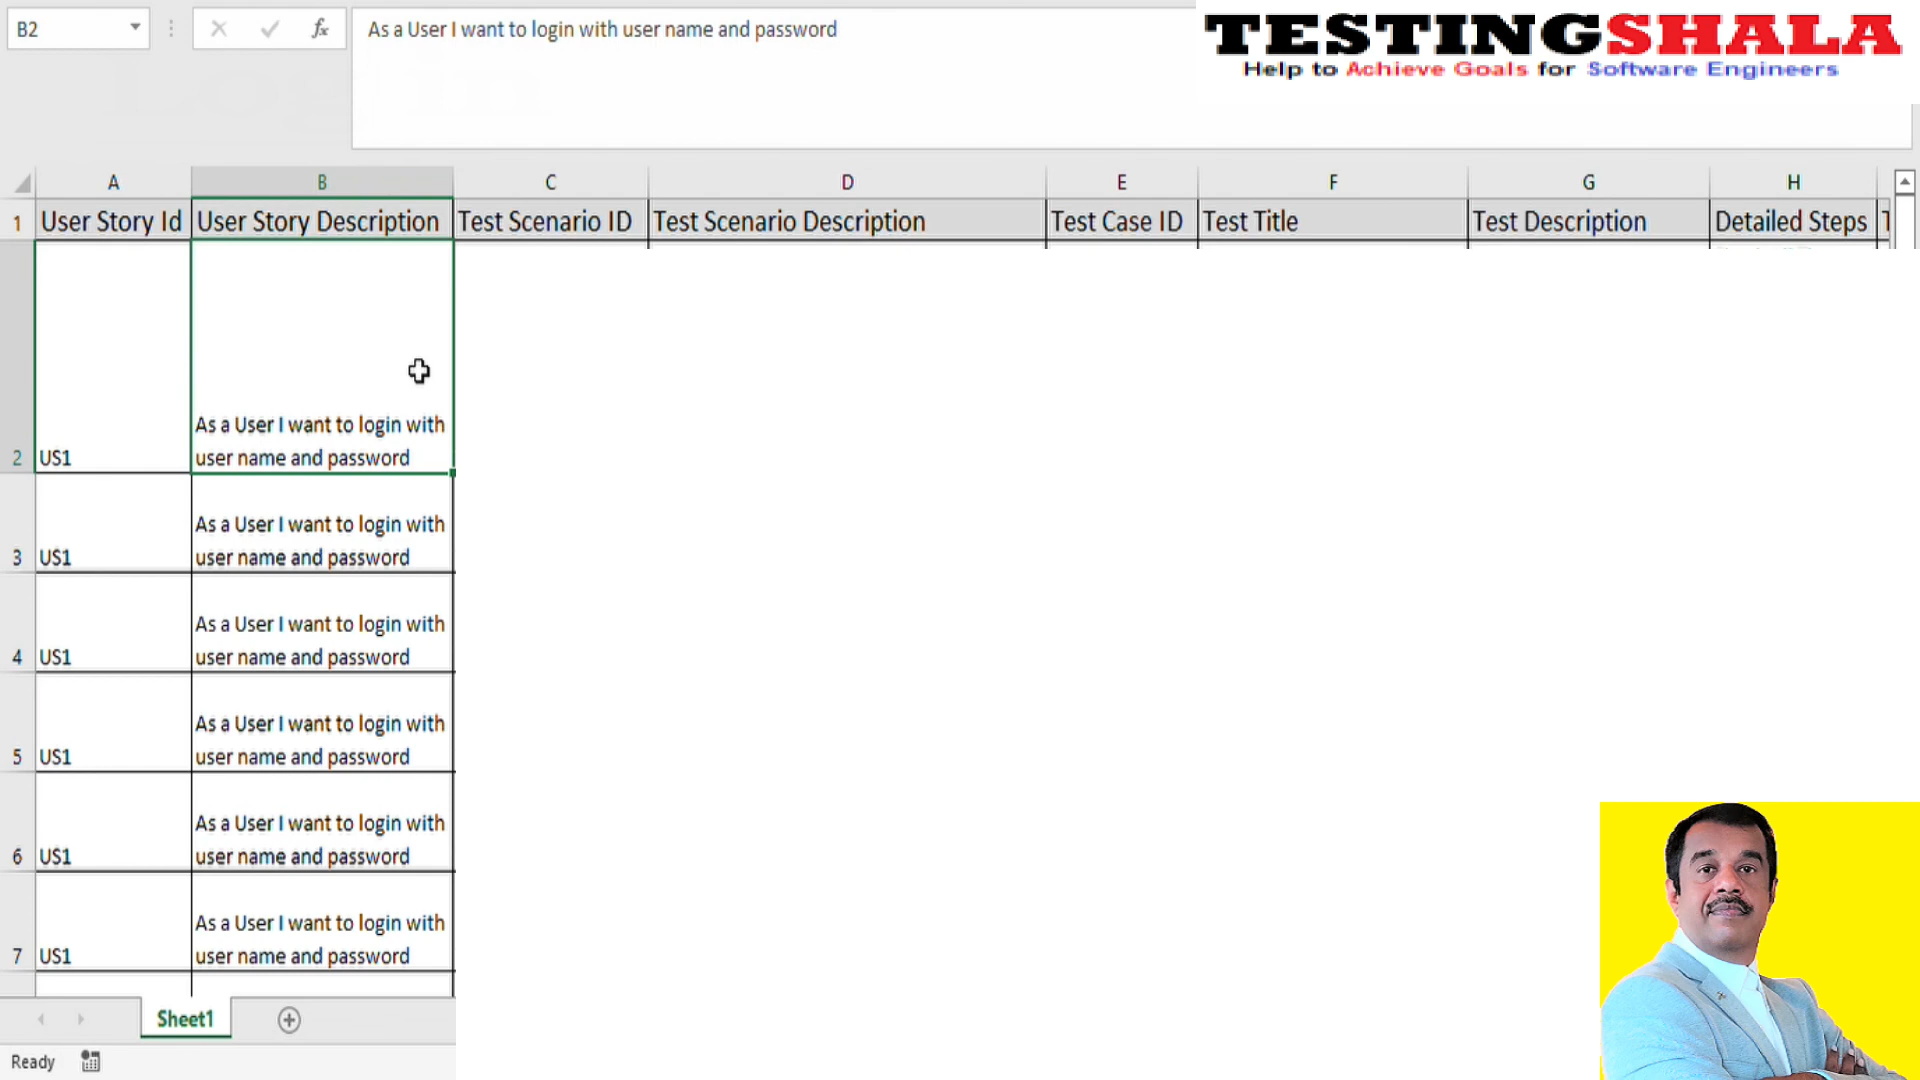 B2
fx
As a User I want to login with user name and password
TESTINGSHALA
Help to Achieve Goals for Software Engineers
A B C D E F G H
1 User Story Id User Story Description Test Scenario ID Test Scenario Description Test Case ID Test Title Test Description Detailed Steps
As a User I want to login with
2 US1 user name and password
As a User I want to login with
3 US1 user name and password
As a User I want to login with
4 US1 user name and password
As a User I want to login with
5 US1 user name and password
As a User I want to login with
6 US1 user name and password
As a User I want to login with
7 US1 user name and password
Sheet1
Ready